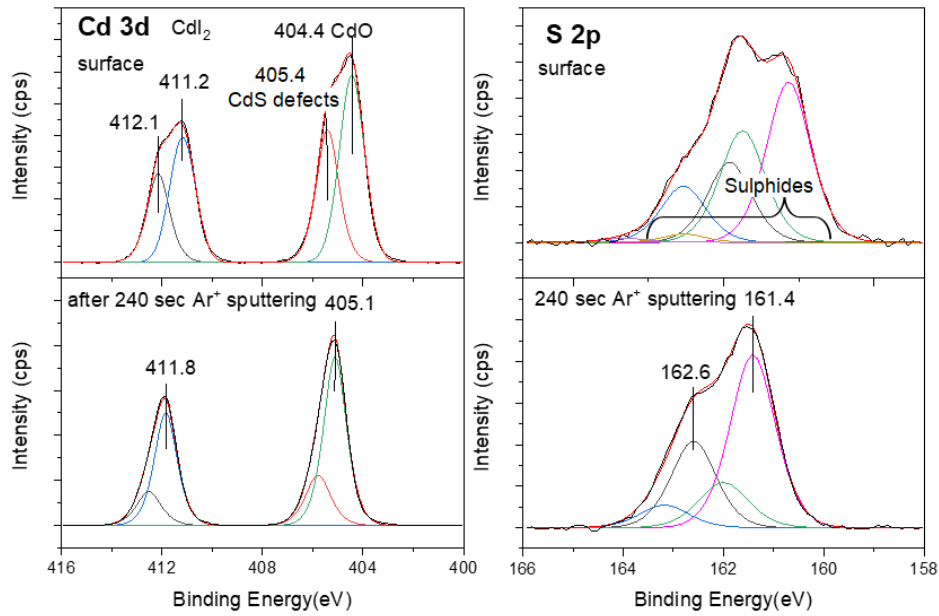 Cd 3d CdI₂
surface
411.2
412.1
404.4 CdO
405.4
CdS defects
Intensity (cps)
S 2p
surface
Sulphides
Intensity (cps)
after 240 sec Ar⁺ sputtering
405.1
411.8
Intensity (cps)
416 412 408 404 400
Binding Energy(eV)
240 sec Ar⁺ sputtering 161.4
162.6
Intensity (cps)
166 164 162 160 158
Binding Energy(eV)